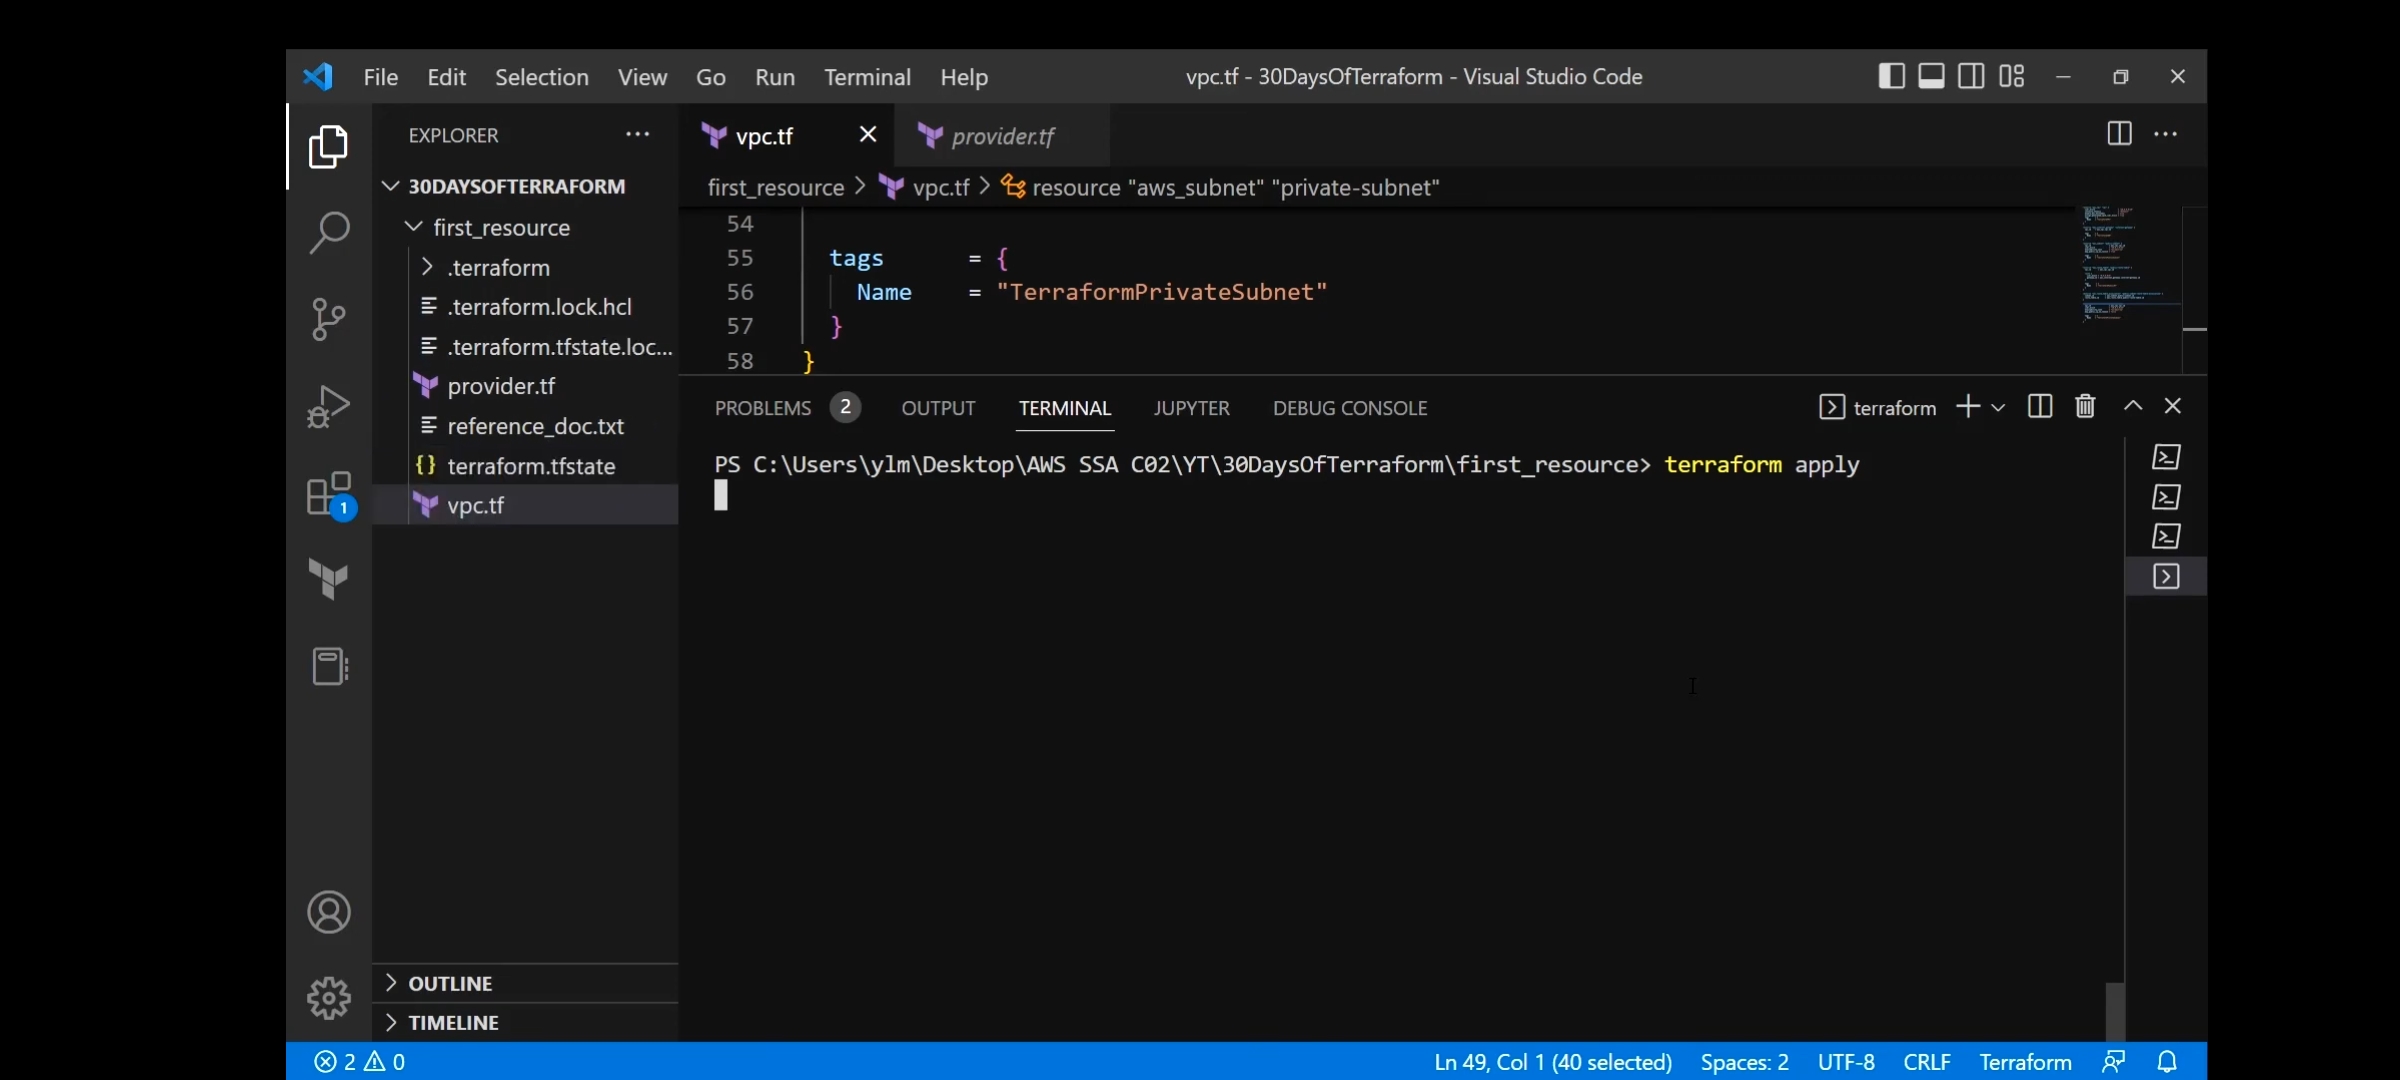 File Edit Selection View Go Run Terminal Help vpc.tf - 30DaysOfTerraform - Visual Studio Code
EXPLORER
vpc.tf
provider.tf
30DAYSOFTERRAFORM
first_resource > vpc.tf > resource "aws_subnet" "private-subnet"
first_resource
.terraform
.terraform.lock.hcl
.terraform.tfstate.loc...
provider.tf
reference_doc.txt
terraform.tfstate
vpc.tf
54
55 tags = {
56 Name = "TerraformPrivateSubnet"
57 }
58 }
PROBLEMS 2 OUTPUT TERMINAL JUPYTER DEBUG CONSOLE terraform
PS C:\Users\ylm\Desktop\AWS SSA C02\YT\30DaysOfTerraform\first_resource> terraform apply
1
OUTLINE
TIMELINE
2 0 Ln 49, Col 1 (40 selected) Spaces: 2 UTF-8 CRLF Terraform